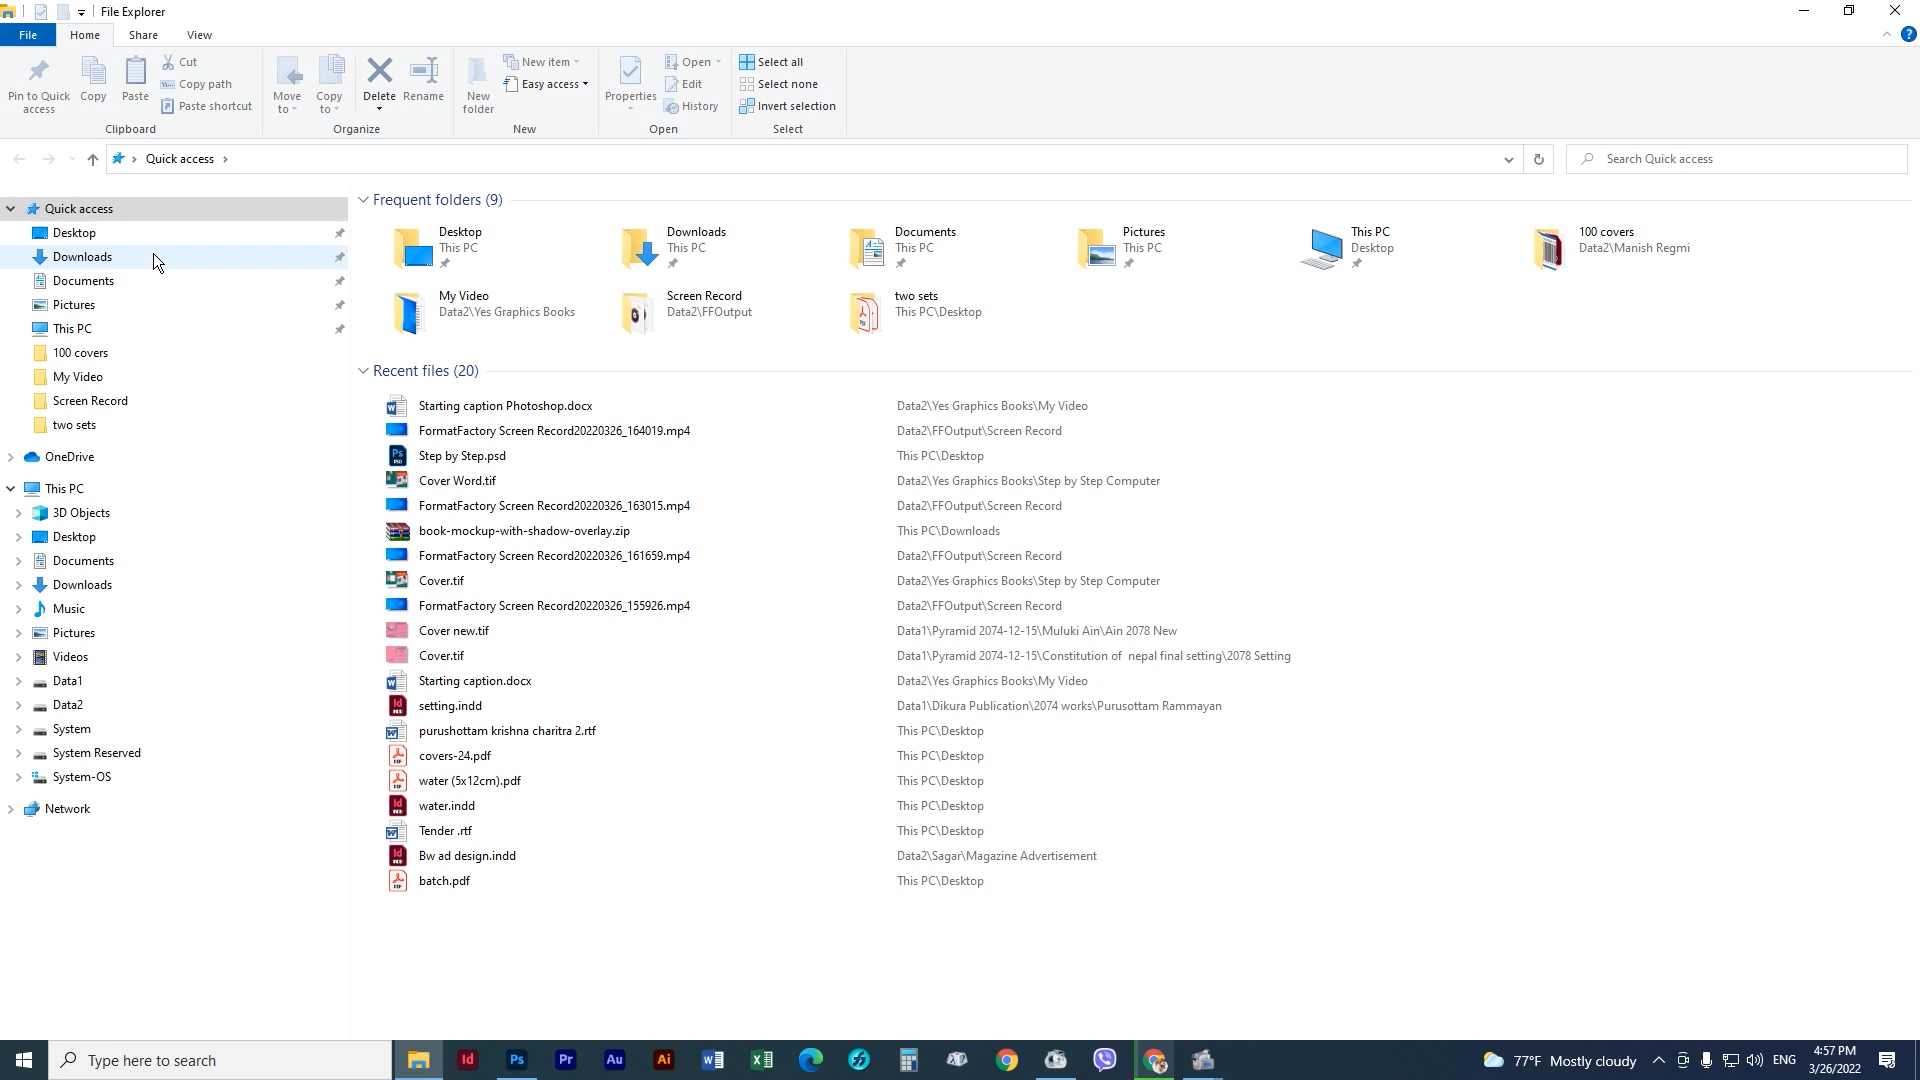 File Explorer
File Home Share View
Pin to Quick access
Copy
Paste
Cut
Copy path
Paste shortcut
Clipboard
Move to
Copy to
Delete
Rename
Organize
New folder
New item
Easy access
New
Properties
Open
Edit
History
Open
Select all
Select none
Invert selection
Select
Quick access
Search Quick access
Quick access
Desktop
Downloads
Documents
Pictures
This PC
100 covers
My Video
Screen Record
two sets
OneDrive
This PC
3D Objects
Desktop
Documents
Downloads
Music
Pictures
Videos
Data1
Data2
System
System Reserved
System-OS
Network
Frequent folders (9)
Desktop
This PC
Downloads
This PC
Documents
This PC
Pictures
This PC
This PC
Desktop
100 covers
Data2\Manish Regmi
My Video
Data2\Yes Graphics Books
Screen Record
Data2\FFOutput
two sets
This PC\Desktop
Recent files (20)
Starting caption Photoshop.docx Data2\Yes Graphics Books\My Video
FormatFactory Screen Record20220326_164019.mp4 Data2\FFOutput\Screen Record
Step by Step.psd This PC\Desktop
Cover Word.tif Data2\Yes Graphics Books\Step by Step Computer
FormatFactory Screen Record20220326_163015.mp4 Data2\FFOutput\Screen Record
book-mockup-with-shadow-overlay.zip This PC\Downloads
FormatFactory Screen Record20220326_161659.mp4 Data2\FFOutput\Screen Record
Cover.tif Data2\Yes Graphics Books\Step by Step Computer
FormatFactory Screen Record20220326_155926.mp4 Data2\FFOutput\Screen Record
Cover new.tif Data1\Pyramid 2074-12-15\Muluki Ain\Ain 2078 New
Cover.tif Data1\Pyramid 2074-12-15\Constitution of nepal final setting\2078 Setting
Starting caption.docx Data2\Yes Graphics Books\My Video
setting.indd Data1\Dikura Publication\2074 works\Purusottam Rammayan
purushottam krishna charitra 2.rtf This PC\Desktop
covers-24.pdf This PC\Desktop
water (5x12cm).pdf This PC\Desktop
water.indd This PC\Desktop
Tender .rtf This PC\Desktop
Bw ad design.indd Data2\Sagar\Magazine Advertisement
batch.pdf This PC\Desktop
Type here to search
Id Ps Pr Au Ai
77°F Mostly cloudy
ENG
4:57 PM
3/26/2022